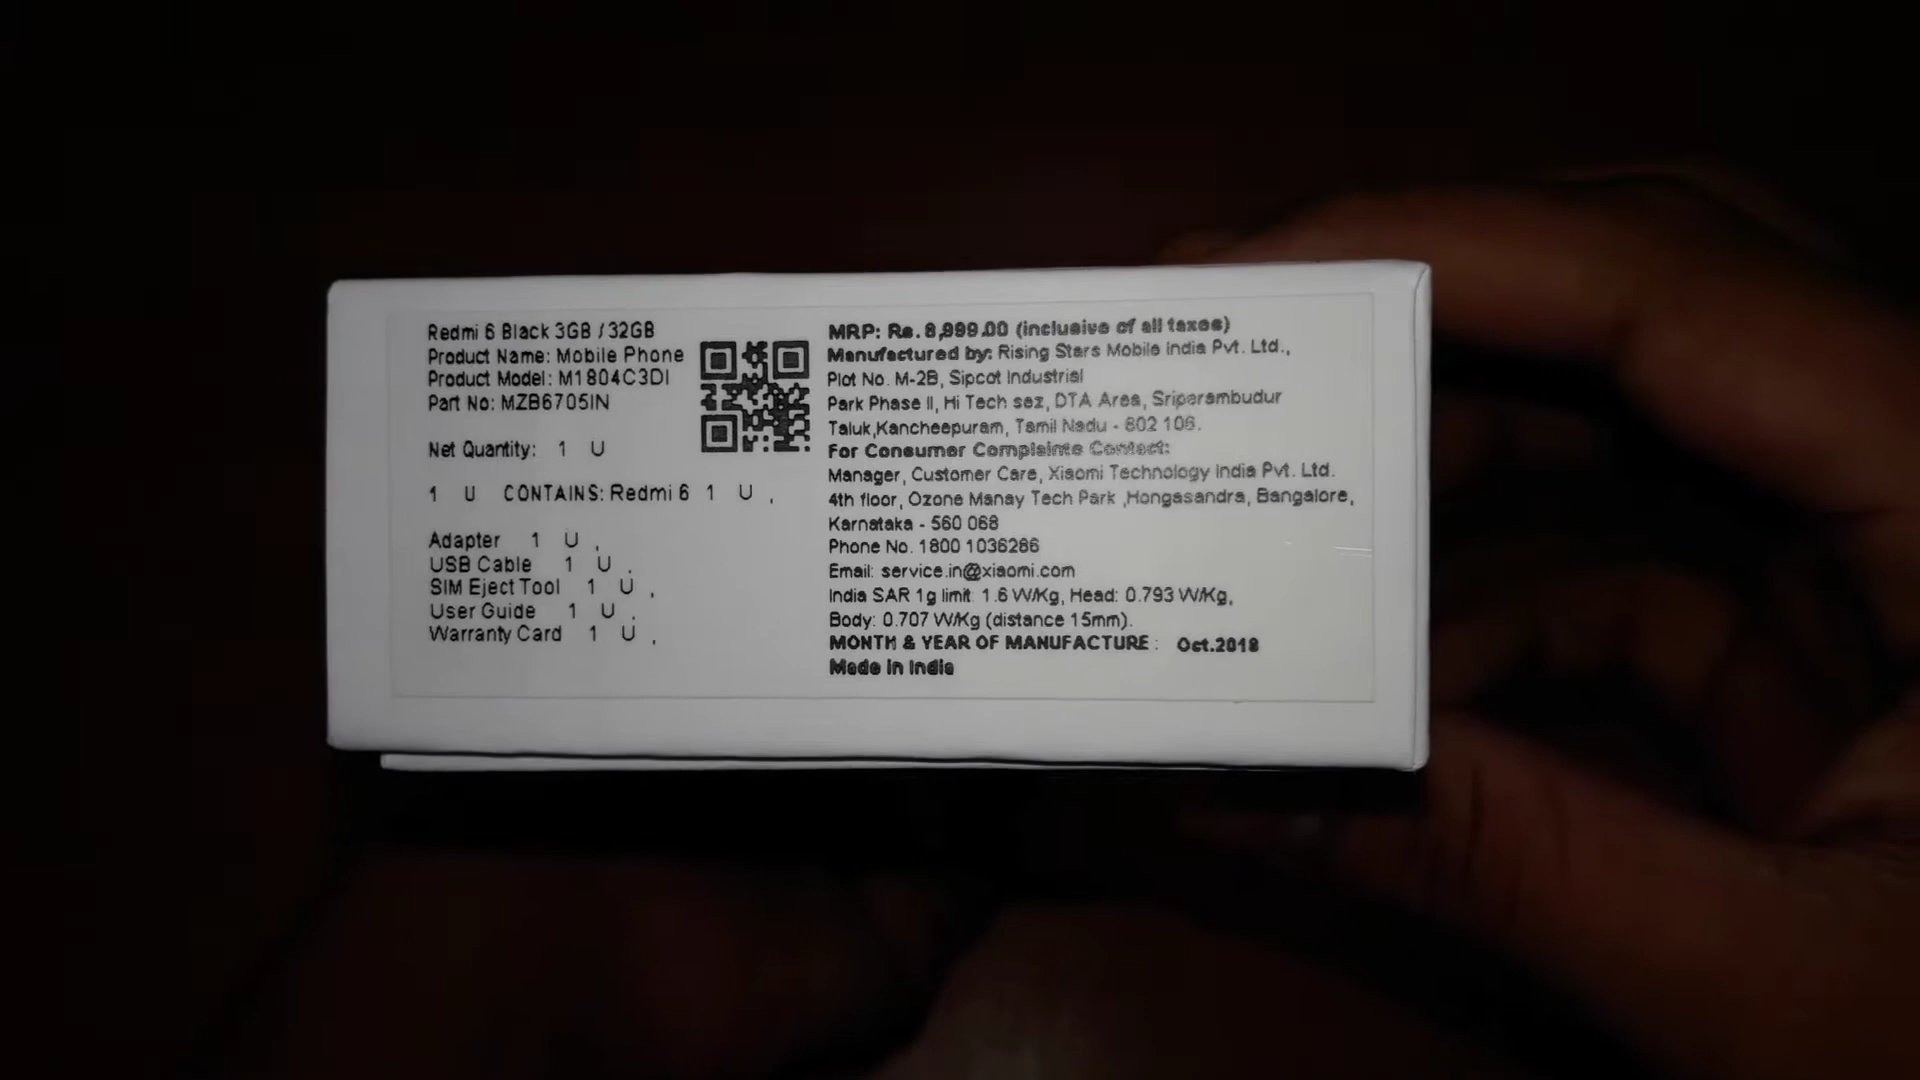 Redmi 6 Black 3GB / 32GB
Product Name: Mobile Phone
Product Model: M1804C3DI
Part No: MZB6705IN
Net Quantity: 1 U
1 U CONTAINS: Redmi 6 1 U ,
Adapter 1 U ,
USB Cable 1 U ,
SIM Eject Tool 1 U ,
User Guide 1 U ,
Warranty Card 1 U ,
MRP: Rs. 8,999.00 (inclusive of all taxes)
Manufactured by: Rising Stars Mobile India Pvt. Ltd.,
Plot No. M-2B, Sipcot Industrial
Park Phase II, Hi Tech sez, DTA Area, Sriperambudur
Taluk,Kancheepuram, Tamil Nadu - 602 106.
For Consumer Complaints Contact:
Manager, Customer Care, Xiaomi Technology India Pvt. Ltd.
4th floor, Ozone Manay Tech Park ,Hongasandra, Bangalore,
Karnataka - 560 068
Phone No. 1800 1036286
Email: service.in@xiaomi.com
India SAR 1g limit: 1.6 W/Kg, Head: 0.793 W/Kg,
Body: 0.707 W/Kg (distance 15mm).
MONTH & YEAR OF MANUFACTURE : Oct.2018
Made in India